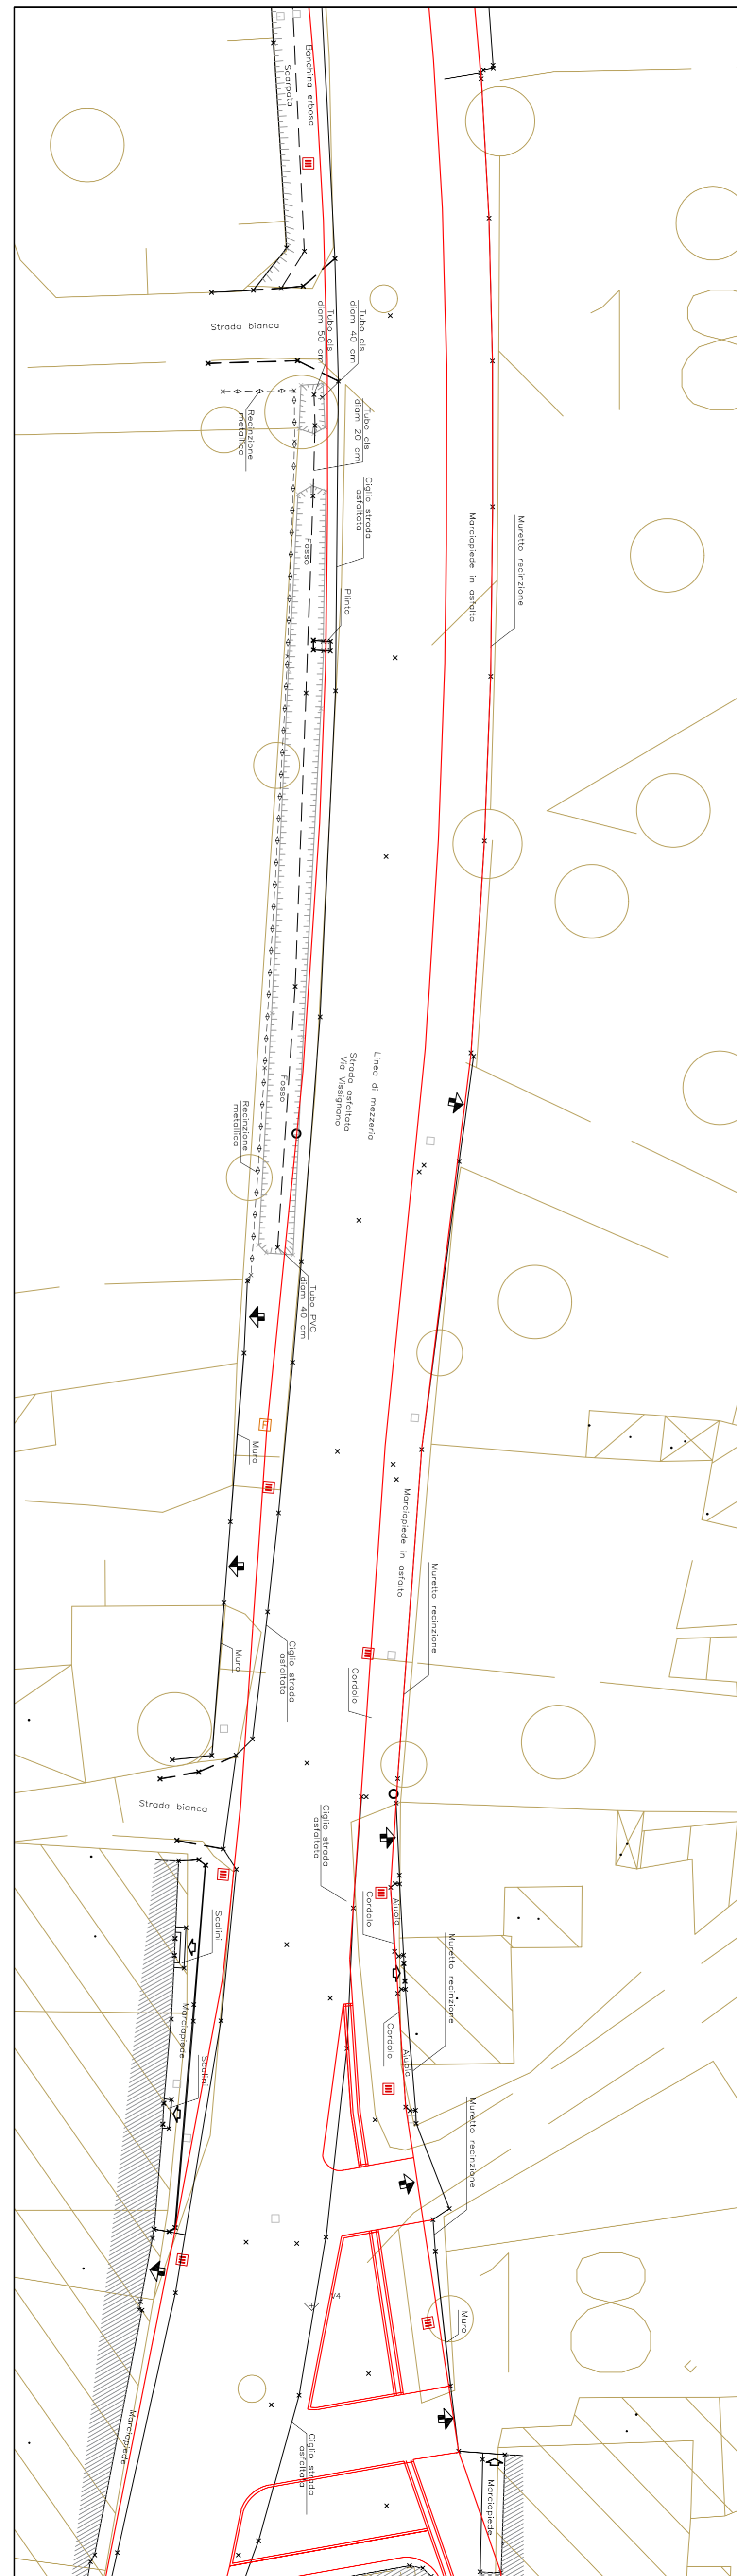 Banchina erbosa
Scarpata
Strada bianca
Tubo cls
diam 40 cm
Tubo cls
diam 50 cm
Tubo cls
diam 20 cm
Recinzione
metallica
Ciglio strada
asfaltata
Marciapiede in asfalto
Muretto recinzione
Fosso
Plinto
18
Linea di mezzeria
Strada asfaltata
Via Vissignano
Fosso
Recinzione
metallica
Tubo PVC
diam 40 cm
Muro
Marciapiede in asfalto
Muretto recinzione
Muro
Ciglio strada
asfaltata
Cordolo
Strada bianca
Ciglio strada
asfaltata
Cordolo
Aiuola
Scalini
Muretto recinzione
Marciapiede
Cordolo
Aiuola
Scalini
Muretto recinzione
1/4
Muro
18
Marciapiede
Ciglio strada
asfaltata
Marciapiede